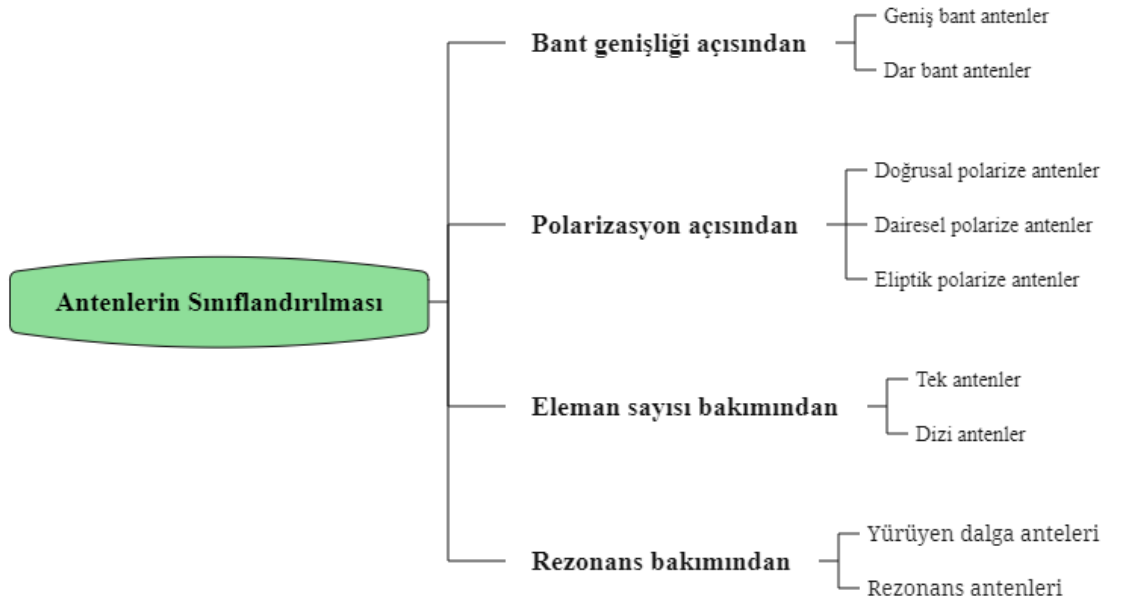 Antenlerin Sınıflandırılması
Bant genişliği açısından
Geniş bant antenler
Dar bant antenler
Polarizasyon açısından
Doğrusal polarize antenler
Dairesel polarize antenler
Eliptik polarize antenler
Eleman sayısı bakımından
Tek antenler
Dizi antenler
Rezonans bakımından
Yürüyen dalga anteleri
Rezonans antenleri